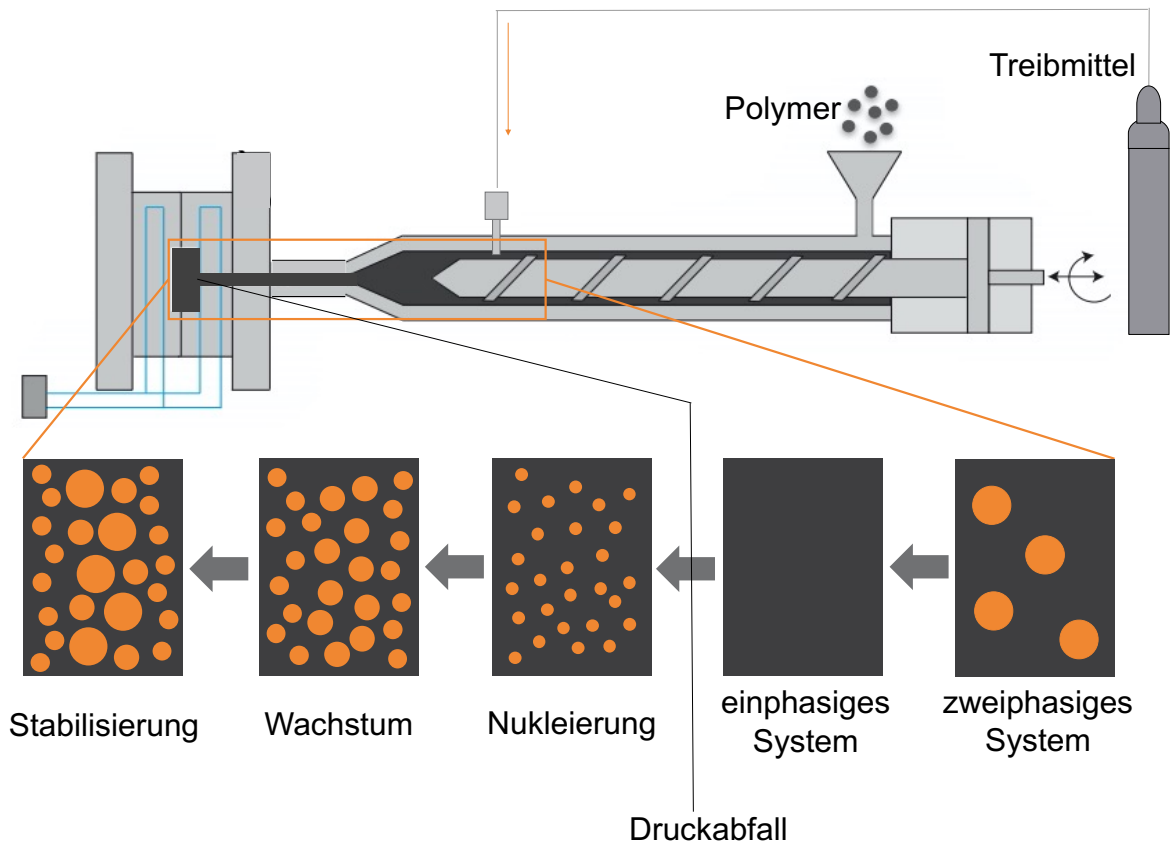 Treibmittel
Polymer
Stabilisierung
Wachstum
Nukleierung
einphasiges
System
zweiphasiges
System
Druckabfall